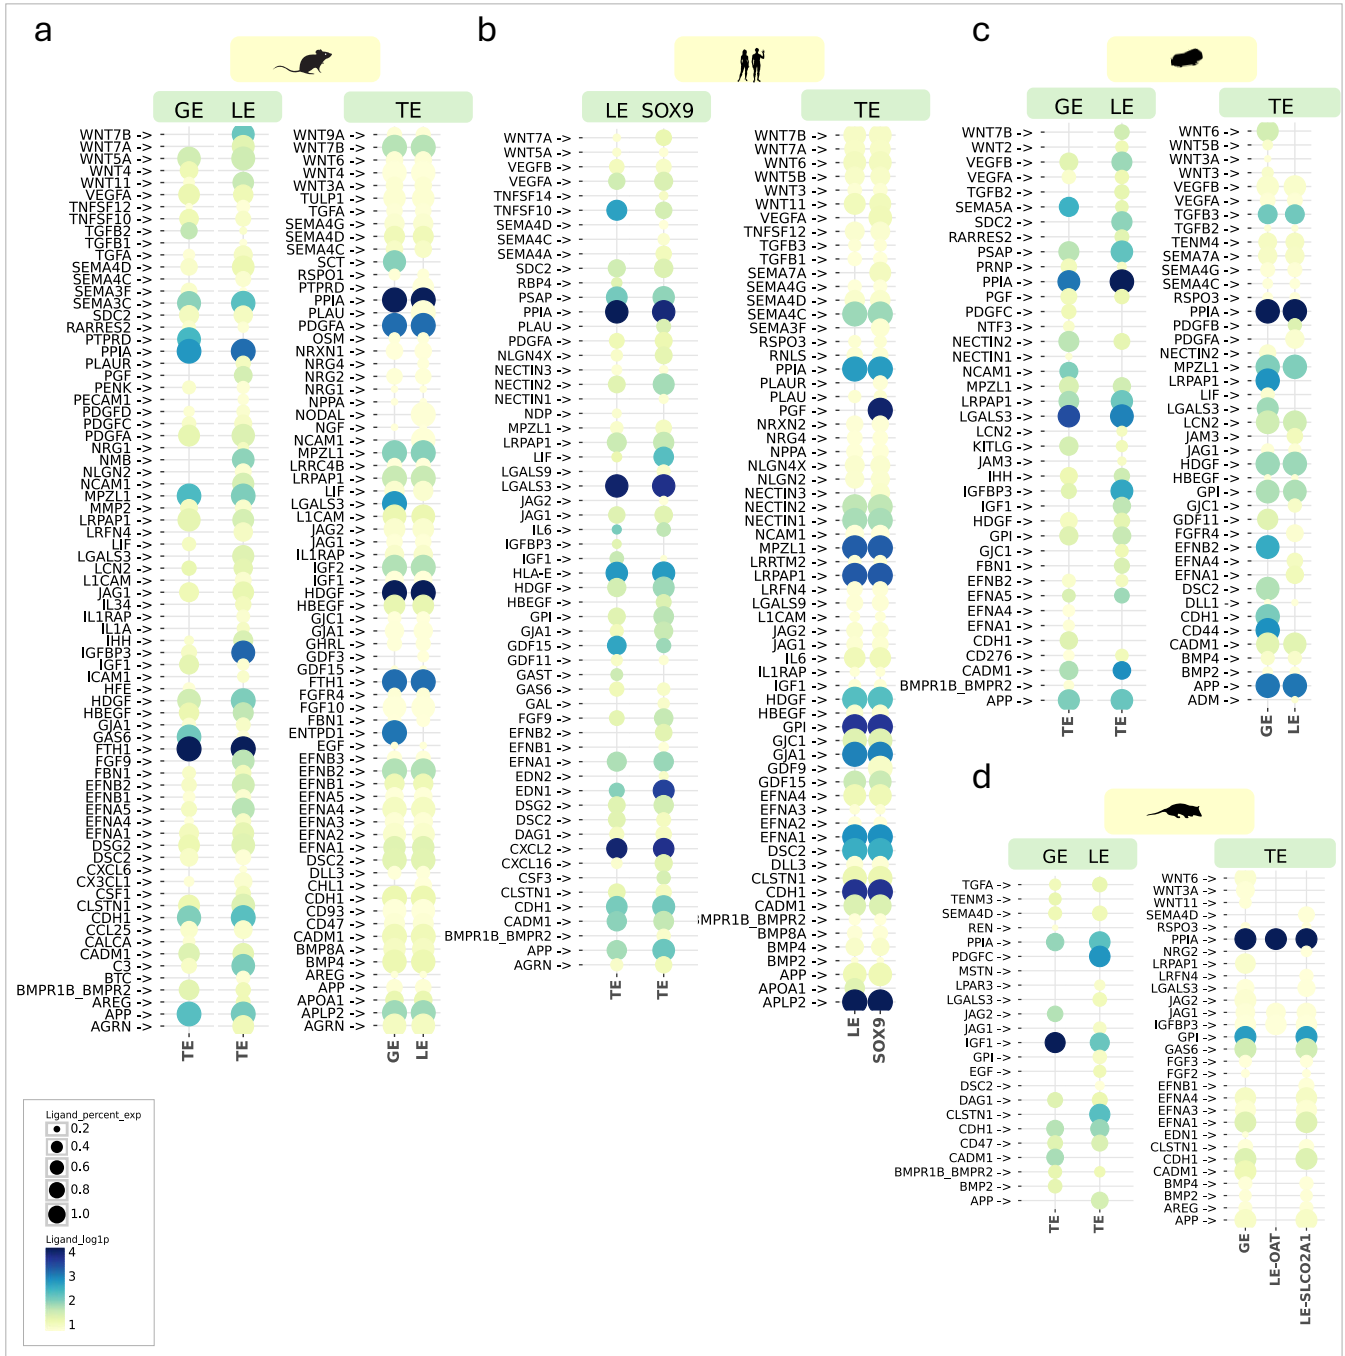 a
GE LE
WNT7B ->
WNT7A ->
WNT5A ->
WNT4 ->
WNT11 ->
VEGFA ->
TNFSF12 ->
TNFSF10 ->
TGFB2 ->
TGFB1 ->
TGFA ->
SEMA4D ->
SEMA4C ->
SEMA3F ->
SEMA3C ->
SDC2 ->
RARRES2 ->
PTPRD ->
PPIA ->
PLAUR ->
PGF ->
PENK ->
PECAM1 ->
PDGFD ->
PDGFC ->
PDGFA ->
NRG1 ->
NMB ->
NLGN2 ->
NCAM1 ->
MPZL1 ->
MMP2 ->
LRPAP1 ->
LRFN4 ->
LIF ->
LGALS3 ->
LCN2 ->
L1CAM ->
JAG1 ->
IL34 ->
IL1RAP ->
IL1A ->
IHH ->
IGFBP3 ->
IGF1 ->
ICAM1 ->
HFE ->
HDGF ->
HBEGF ->
GJA1 ->
GAS6 ->
FTH1 ->
FGF9 ->
FBN1 ->
EFNB2 ->
EFNB1 ->
EFNA5 ->
EFNA4 ->
EFNA1 ->
DSG2 ->
DSC2 ->
CXCL6 ->
CX3CL1 ->
CSF1 ->
CLSTN1 ->
CDH1 ->
CCL25 ->
CALCA ->
CADM1 ->
C3 ->
BTC ->
BMPR1B_BMPR2 ->
AREG ->
APP ->
AGRN ->
TE TE
TE
WNT9A ->
WNT7B ->
WNT6 ->
WNT4 ->
WNT3A ->
TULP1 ->
TGFA ->
SEMA4G ->
SEMA4D ->
SEMA4C ->
SCT ->
RSPO1 ->
PTPRD ->
PPIA ->
PLAU ->
PDGFA ->
OSM ->
NRXN1 ->
NRG4 ->
NRG2 ->
NRG1 ->
NPPA ->
NODAL ->
NGF ->
NCAM1 ->
MPZL1 ->
LRRC4B ->
LRPAP1 ->
LIF ->
LGALS3 ->
L1CAM ->
JAG2 ->
JAG1 ->
IL1RAP ->
IGF2 ->
IGF1 ->
HDGF ->
HBEGF ->
GJC1 ->
GJA1 ->
GHRL ->
GDF3 ->
GDF15 ->
FTH1 ->
FGFR4 ->
FGF10 ->
FBN1 ->
ENTPD1 ->
EGF ->
EFNB3 ->
EFNB2 ->
EFNB1 ->
EFNA5 ->
EFNA4 ->
EFNA3 ->
EFNA2 ->
EFNA1 ->
DSC2 ->
DLL3 ->
CHL1 ->
CDH1 ->
CD93 ->
CD47 ->
CADM1 ->
BMP8A ->
BMP4 ->
AREG ->
APP ->
APOA1 ->
APLP2 ->
AGRN ->
GE LE
b
LE SOX9
WNT7A ->
WNT5A ->
VEGFB ->
VEGFA ->
TNFSF14 ->
TNFSF10 ->
SEMA4D ->
SEMA4C ->
SEMA4A ->
SDC2 ->
RBP4 ->
PSAP ->
PPIA ->
PLAU ->
PDGFA ->
NLGN4X ->
NECTIN3 ->
NECTIN2 ->
NECTIN1 ->
NDP ->
MPZL1 ->
LRPAP1 ->
LIF ->
LGALS9 ->
LGALS3 ->
JAG2 ->
JAG1 ->
IL6 ->
IGFBP3 ->
IGF1 ->
HLA-E ->
HDGF ->
HBEGF ->
GPI ->
GJA1 ->
GDF15 ->
GDF11 ->
GAST ->
GAS6 ->
GAL ->
FGF9 ->
EFNB2 ->
EFNB1 ->
EFNA1 ->
EDN2 ->
EDN1 ->
DSG2 ->
DSC2 ->
DAG1 ->
CXCL2 ->
CXCL16 ->
CSF3 ->
CLSTN1 ->
CDH1 ->
CADM1 ->
BMPR1B_BMPR2 ->
APP ->
AGRN ->
TE TE
TE
WNT7B ->
WNT7A ->
WNT6 ->
WNT5B ->
WNT3 ->
WNT11 ->
VEGFA ->
TNFSF12 ->
TGFB3 ->
TGFB1 ->
SEMA7A ->
SEMA4G ->
SEMA4D ->
SEMA4C ->
SEMA3F ->
RSPO3 ->
RNLS ->
PPIA ->
PLAUR ->
PLAU ->
PGF ->
NRXN2 ->
NRG4 ->
NPPA ->
NLGN4X ->
NLGN2 ->
NECTIN3 ->
NECTIN2 ->
NECTIN1 ->
NCAM1 ->
MPZL1 ->
LRRTM2 ->
LRPAP1 ->
LRFN4 ->
LGALS9 ->
L1CAM ->
JAG2 ->
JAG1 ->
IL6 ->
IL1RAP ->
IGF1 ->
HDGF ->
HBEGF ->
GPI ->
GJC1 ->
GJA1 ->
GDF9 ->
GDF15 ->
EFNA4 ->
EFNA3 ->
EFNA2 ->
EFNA1 ->
DSC2 ->
DLL3 ->
CLSTN1 ->
CDH1 ->
CADM1 ->
BMPR1B_BMPR2 ->
BMP8A ->
BMP4 ->
BMP2 ->
APP ->
APOA1 ->
APLP2 ->
LE SOX9
c
GE LE
WNT7B ->
WNT2 ->
VEGFB ->
VEGFA ->
TGFB2 ->
SEMA5A ->
SDC2 ->
RARRES2 ->
PSAP ->
PRNP ->
PPIA ->
PGF ->
PDGFC ->
NTF3 ->
NECTIN2 ->
NECTIN1 ->
NCAM1 ->
MPZL1 ->
LRPAP1 ->
LGALS3 ->
LCN2 ->
KITLG ->
JAM3 ->
IHH ->
IGFBP3 ->
IGF1 ->
HDGF ->
GPI ->
GJC1 ->
FBN1 ->
EFNB2 ->
EFNA5 ->
EFNA4 ->
EFNA1 ->
CDH1 ->
CD276 ->
CADM1 ->
BMPR1B_BMPR2 ->
APP ->
TE TE
TE
WNT6 ->
WNT5B ->
WNT3A ->
WNT3 ->
VEGFB ->
VEGFA ->
TGFB3 ->
TGFB2 ->
TENM4 ->
SEMA7A ->
SEMA4G ->
SEMA4C ->
RSPO3 ->
PPIA ->
PDGFB ->
NECTIN2 ->
MPZL1 ->
LRPAP1 ->
LIF ->
LGALS3 ->
LCN2 ->
JAM3 ->
JAG1 ->
HDGF ->
HBEGF ->
GPI ->
GJC1 ->
GDF11 ->
FGFR4 ->
EFNB2 ->
EFNA4 ->
EFNA1 ->
DSC2 ->
DLL1 ->
CDH1 ->
CD44 ->
CADM1 ->
BMP4 ->
BMP2 ->
APP ->
ADM ->
GE LE
d
GE LE
TGFA ->
TENM3 ->
SEMA4D ->
REN ->
PPIA ->
PDGFC ->
MSTN ->
LPAR3 ->
LGALS3 ->
JAG2 ->
JAG1 ->
IGF1 ->
GPI ->
EGF ->
DSC2 ->
DAG1 ->
CLSTN1 ->
CDH1 ->
CD47 ->
CADM1 ->
BMPR1B_BMPR2 ->
BMP2 ->
APP ->
TE TE
TE
WNT6 ->
WNT3A ->
WNT11 ->
SEMA4D ->
RSPO3 ->
PPIA ->
NRG2 ->
LRPAP1 ->
LRFN4 ->
LGALS3 ->
JAG2 ->
JAG1 ->
IGFBP3 ->
GPI ->
GAS6 ->
FGF3 ->
FGF2 ->
EFNB1 ->
EFNA4 ->
EFNA3 ->
EFNA1 ->
EDN1 ->
CLSTN1 ->
CDH1 ->
CADM1 ->
BMP4 ->
BMP2 ->
AREG ->
APP ->
GE LE-OAT LE-SLCO2A1
Ligand_percent_exp
0.2
0.4
0.6
0.8
1.0
Ligand_log1p
4
3
2
1